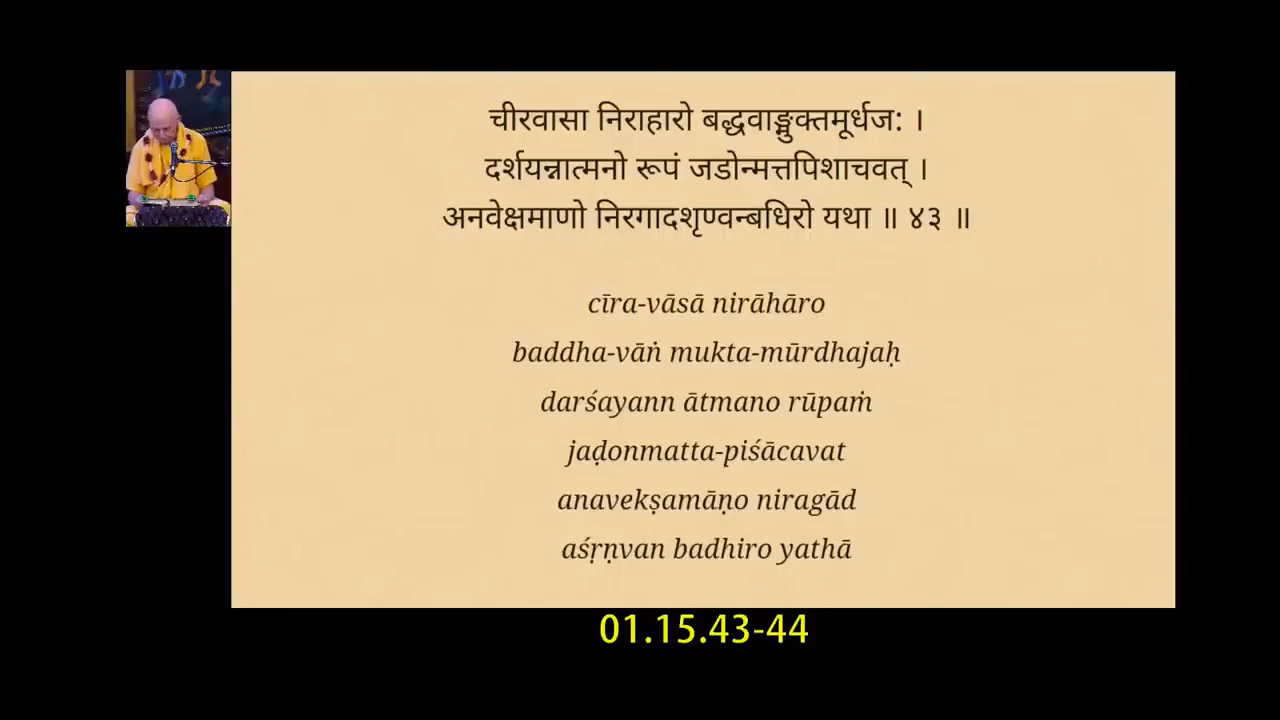 चीरवासा निराहारो बद्धवाङ्मुक्तमूर्धज: ।
दर्शयन्नात्मनो रूपं जडोन्मत्तपिशाचवत् ।
अनवेक्षमाणो निरगादश‍ृण्वन्बधिरो यथा ॥ ४३ ॥
cīra-vāsā nirāhāro
baddha-vāṅ mukta-mūrdhajaḥ
darśayann ātmano rūpaṁ
jaḍonmatta-piśācavat
anavekṣamāṇo niragād
aśṛṇvan badhiro yathā
01.15.43-44